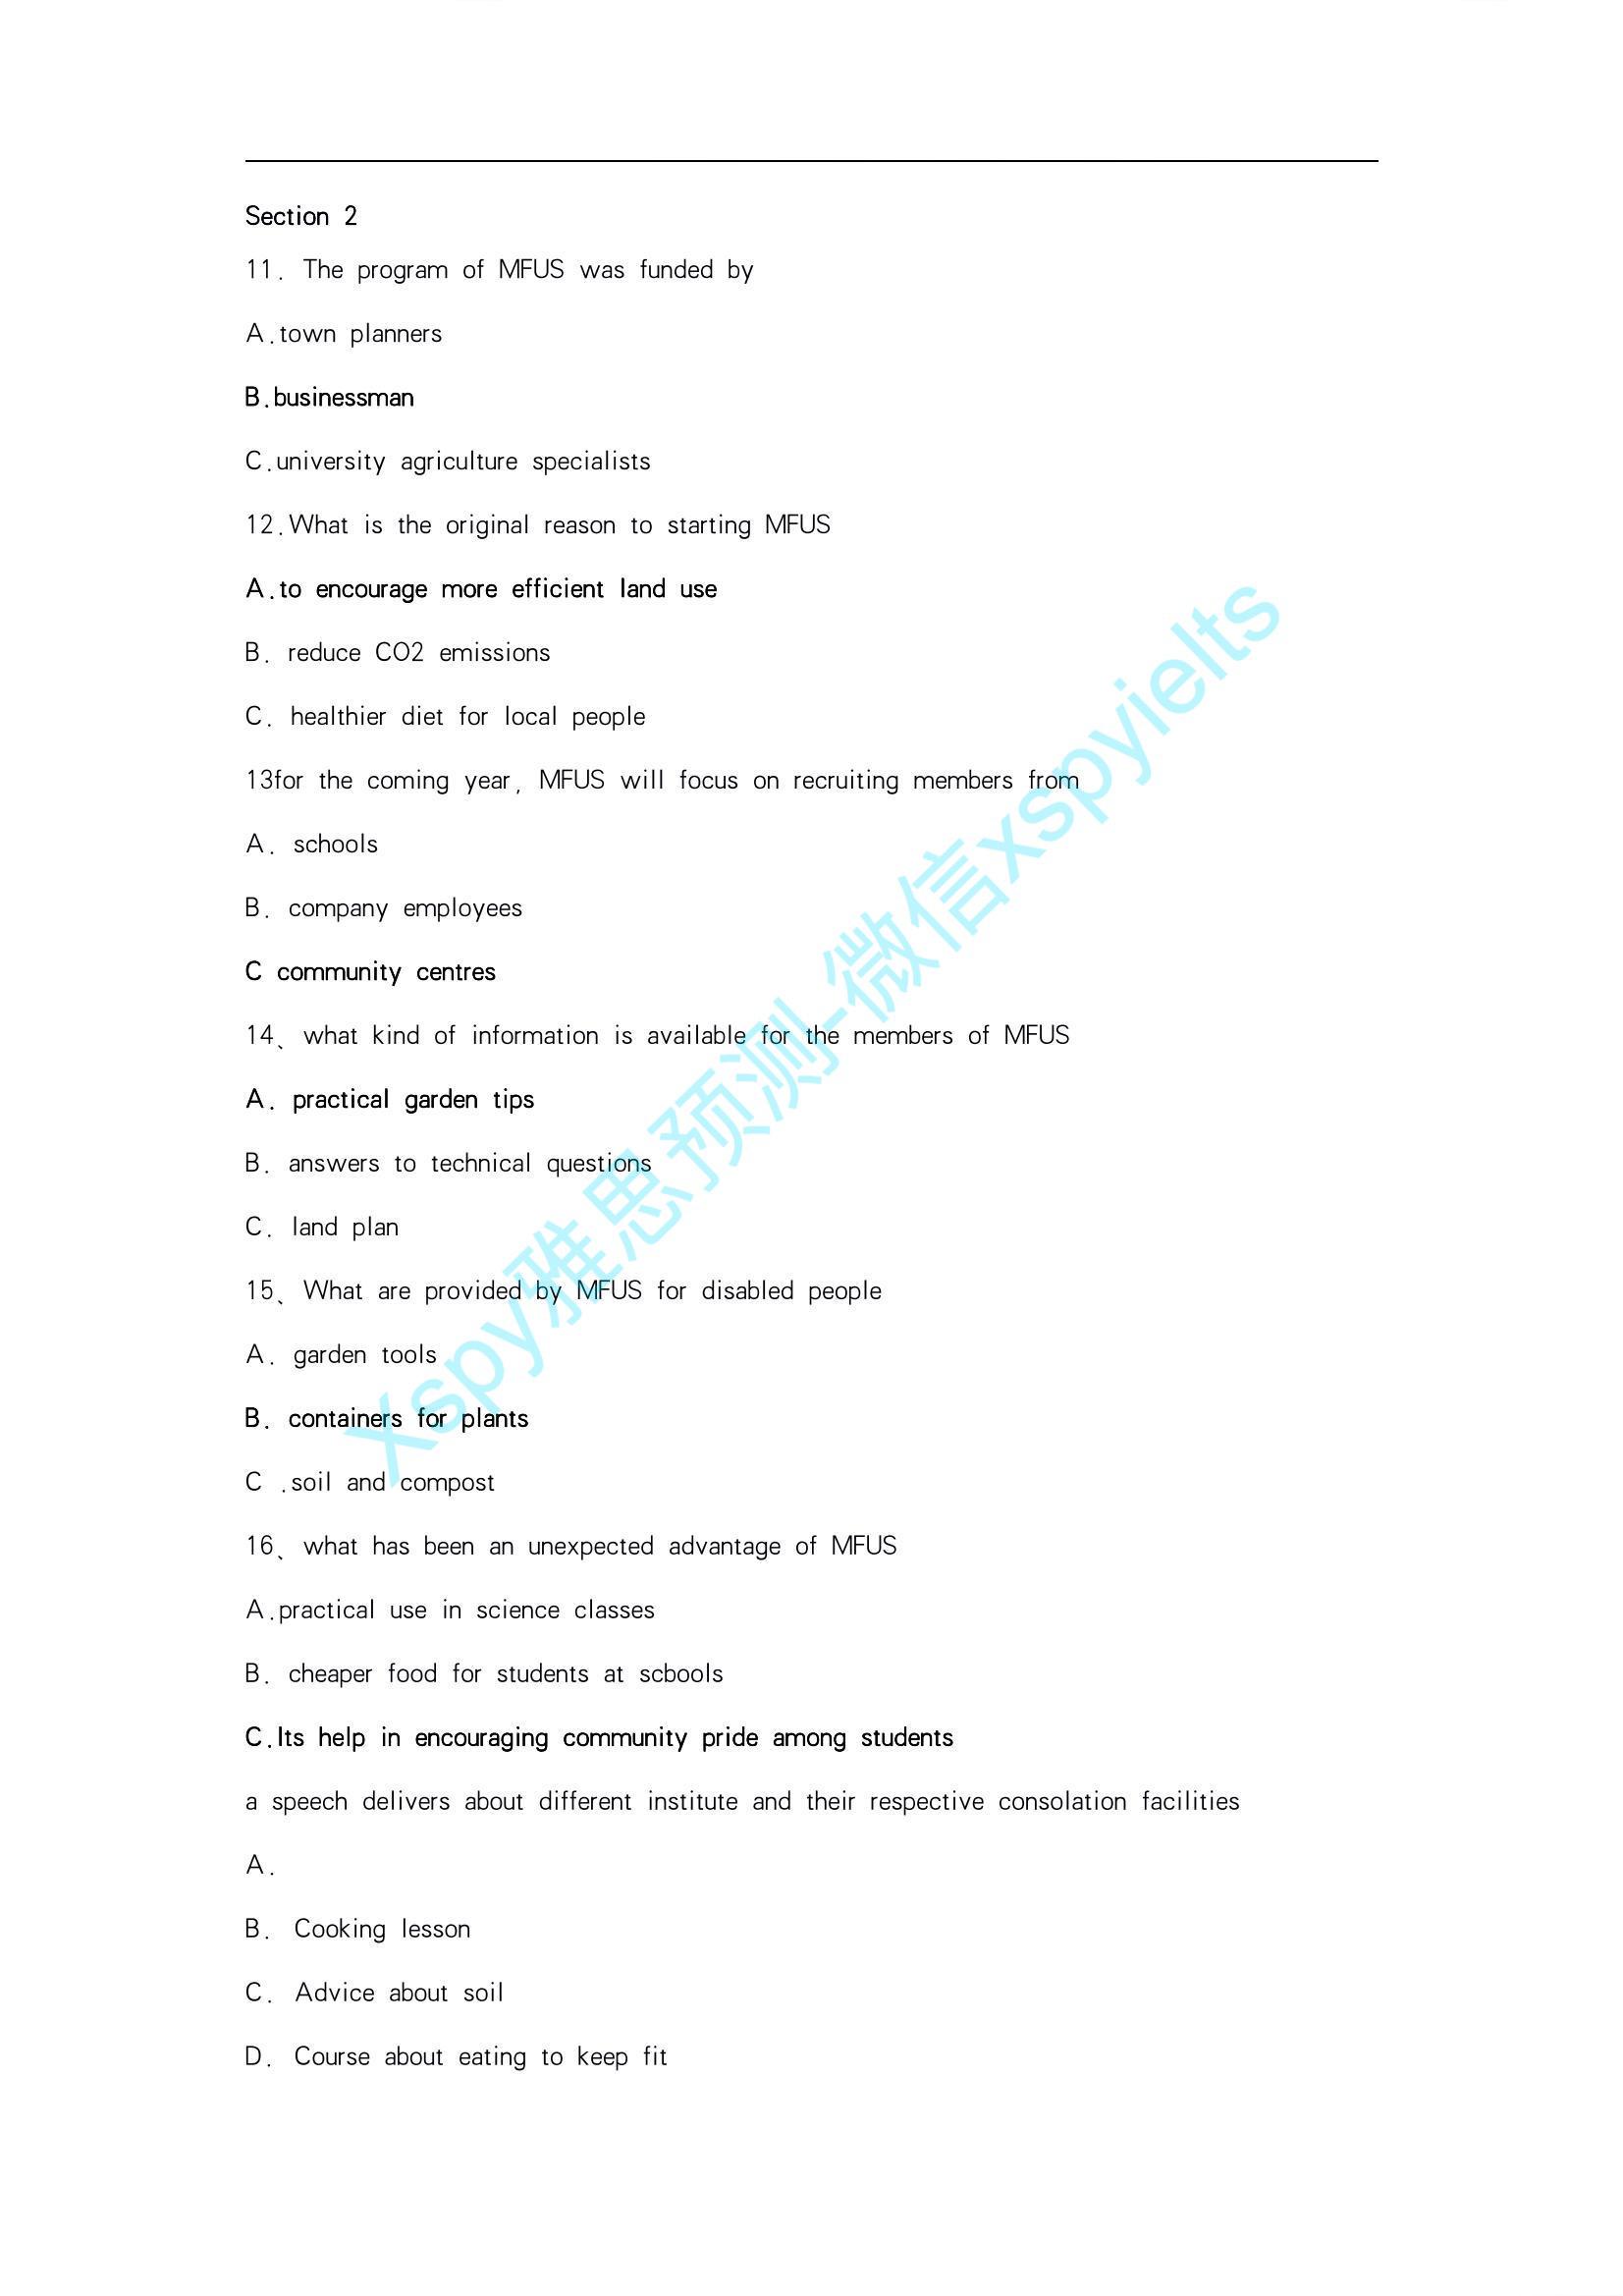 Section 2
11. The program of MFUS was funded by
A.town planners
B.businessman
C.university agriculture specialists
12.What is the original reason to starting MFUS
A.to encourage more efficient land use
B. reduce CO2 emissions
C. healthier diet for local people
13for the coming year, MFUS will focus on recruiting members from
A. schools
B. company employees
C community centres
14、what kind of information is available for the members of MFUS
A. practical garden tips
B. answers to technical questions
C. land plan
15、What are provided by MFUS for disabled people
A. garden tools
B. containers for plants
C .soil and compost
16、what has been an unexpected advantage of MFUS
A.practical use in science classes
B. cheaper food for students at scbools
C.Its help in encouraging community pride among students
a speech delivers about different institute and their respective consolation facilities
A.
B. Cooking lesson
C. Advice about soil
D. Course about eating to keep fit
Xspy雅思预测-微信xspyielts